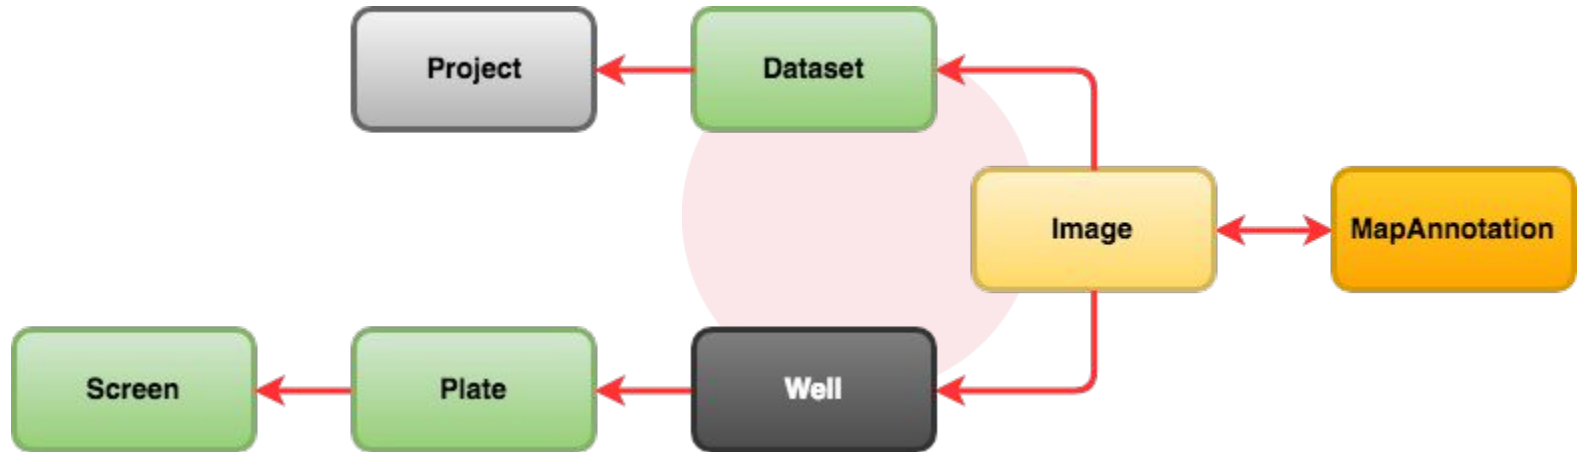 Project
Dataset
Image
MapAnnotation
Screen
Plate
Well